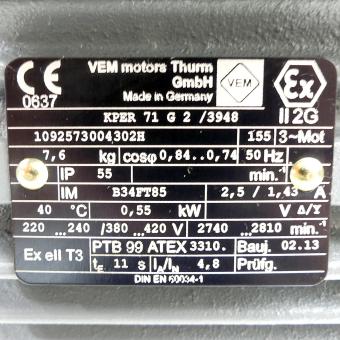 CE 0637
VEM motors Thurm GmbH
Made in Germany
VEM
Ex
II 2G
KPER 71 G 2 /3948
1092573004302H 155 3~Mot
7,6 kg cosφ 0,84...0,74 50 Hz
IP 55 min⁻¹
IM B34FT85 2,5 / 1,43 A
40 °C 0,55 kW V Δ/Y
220 ...240 /380 ...420 V 2740 ...2810 min⁻¹
Ex eII T3 PTB 99 ATEX 3310. Bauj. 02.13
tE 11 s IA/IN 4,8 Prüfg.
DIN EN 60034-1